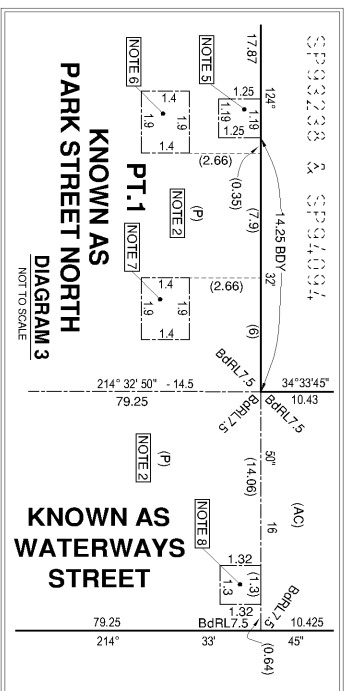 SP93238 & SP94094
17.87
124°
32'
50"
16
14.25 BDY
(0.35)
(7.9)
(6)
(14.06)
(AC)
34°33'45"
10.43
10.425
NOTE 5
1.25
1.19
1.19
1.25
NOTE 6
1.4
1.9
1.9
1.4
(2.66)
PT.1
NOTE 2
(P)
NOTE 7
1.4
1.9
1.9
1.4
(2.66)
KNOWN AS
PARK STREET NORTH
DIAGRAM 3
NOT TO SCALE
BdRL7.5
BdRL7.5
BdRL7.5
214° 32' 50" - 14.5
79.25
(P)
NOTE 2
NOTE 8
1.32
(1.3)
1.3
1.32
BdRL7.5
BdRL7.5
(0.64)
KNOWN AS
WATERWAYS
STREET
79.25
214° 33' 45"